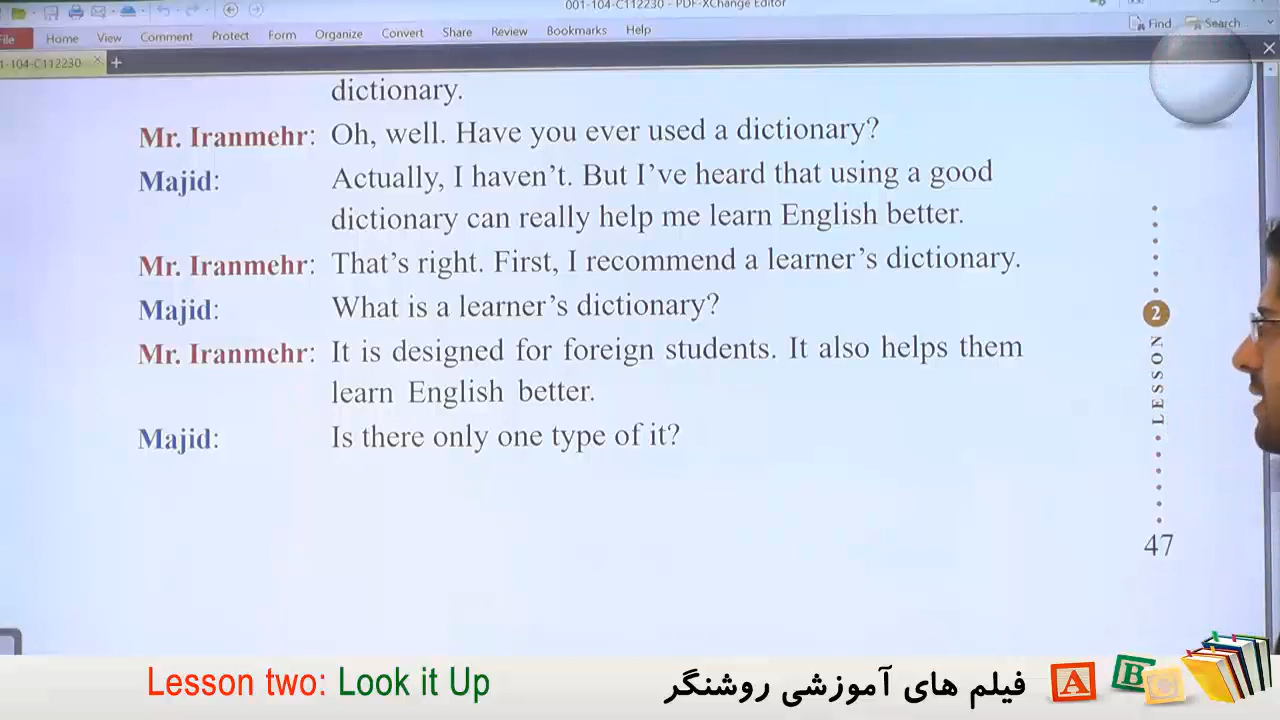 001-104-C112230 - PDF-XChange Editor
File Home View Comment Protect Form Organize Convert Share Review Bookmarks Help
Find Search...
1-104-C112230 × +
dictionary.
Mr. Iranmehr: Oh, well. Have you ever used a dictionary?
Majid: Actually, I haven’t. But I’ve heard that using a good
dictionary can really help me learn English better.
Mr. Iranmehr: That’s right. First, I recommend a learner’s dictionary.
Majid: What is a learner’s dictionary?
Mr. Iranmehr: It is designed for foreign students. It also helps them
learn English better.
Majid: Is there only one type of it?
2
LESSON
47
Lesson two: Look it Up
فیلم های آموزشی روشنگر
A B C